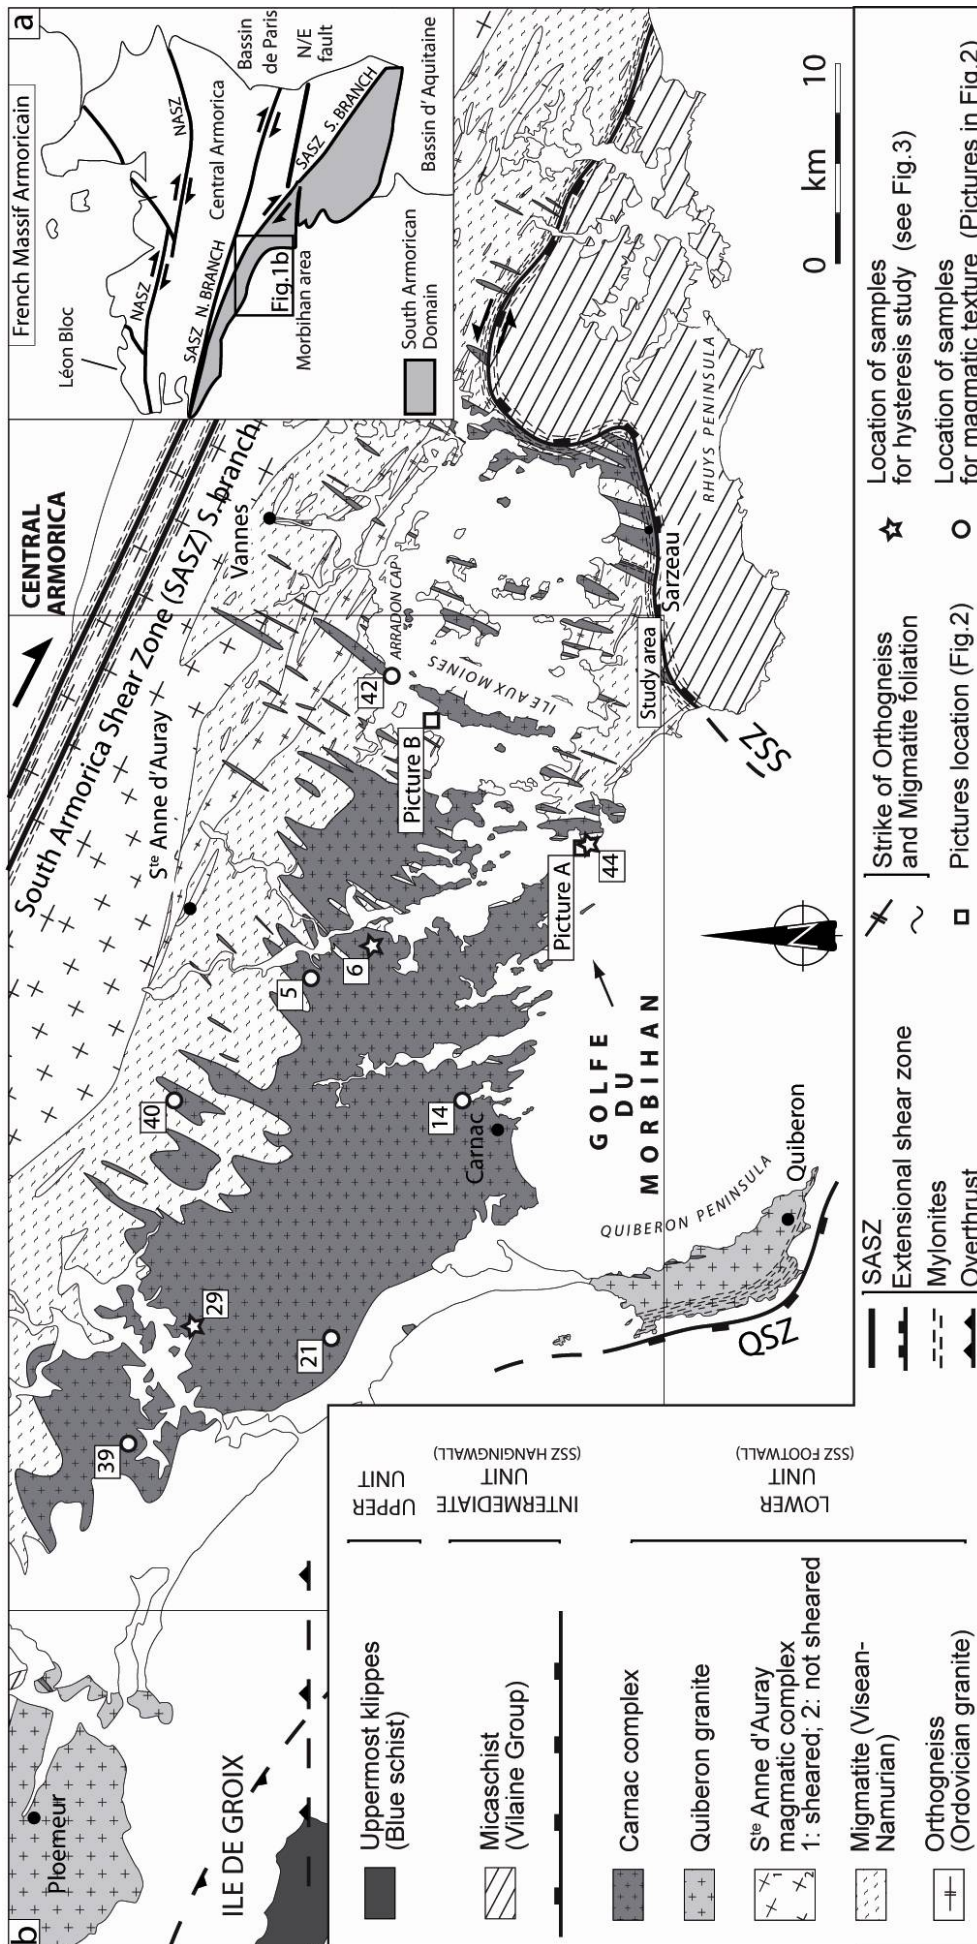 a
French Massif Armoricain
Léon Bloc
NASZ
NASZ
Central Armorica
Bassin
de Paris
N/E
fault
SASZ N. BRANCH
SASZ S. BRANCH
Fig.1b
Morbihan area
Bassin d'Aquitaine
South Armorican
Domain
b
CENTRAL
ARMORICA
South Armorica Shear Zone (SASZ) S.branch
Vannes
Ste Anne d'Auray
ARRADON CAP
42
ILE AUX MOINES
Picture B
Picture A
44
Study area
Sarzeau
RHUYS PENINSULA
SSZ
5
6
40
14
Carnac
GOLFE
DU
MORBIHAN
N
QUIBERON PENINSULA
Quiberon
QSZ
29
21
39
Ploemeur
ILE DE GROIX
0 km 10
Uppermost klippes
(Blue schist)
UPPER
UNIT
Micaschist
(Vilaine Group)
INTERMEDIATE
UNIT
(SSZ HANGINGWALL)
Carnac complex
Quiberon granite
Ste Anne d'Auray
magmatic complex
1: sheared; 2: not sheared
1
2
Migmatite (Visean-
Namurian)
Orthogneiss
(Ordovician granite)
LOWER
UNIT
(SSZ FOOTWALL)
SASZ
Extensional shear zone
Mylonites
Overthrust
Strike of Orthogneiss
and Migmatite foliation
Pictures location (Fig.2)
Location of samples
for hysteresis study (see Fig.3)
Location of samples
for magmatic texture (Pictures in Fig.2)